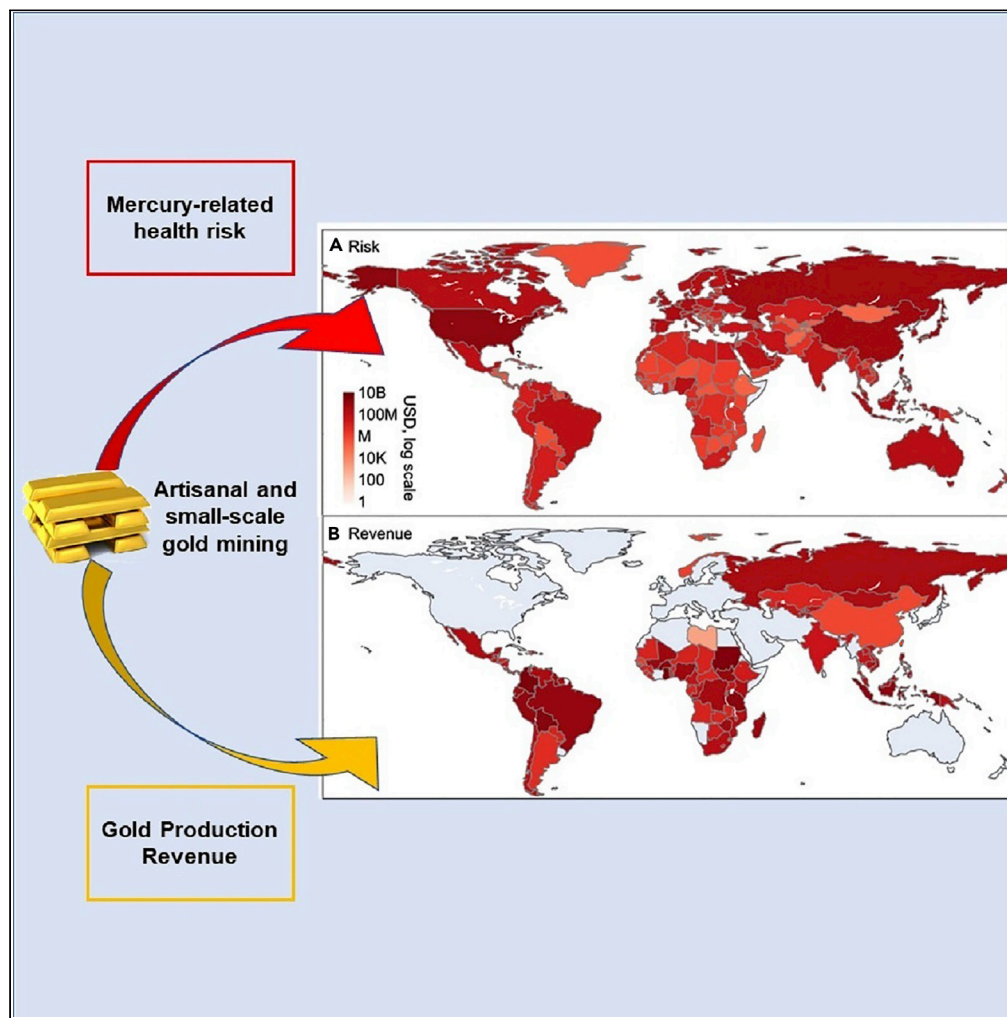 Mercury-related
health risk
A Risk
10B
100M
M
10K
100
1
USD, log scale
Artisanal and
small-scale
gold mining
B Revenue
Gold Production
Revenue